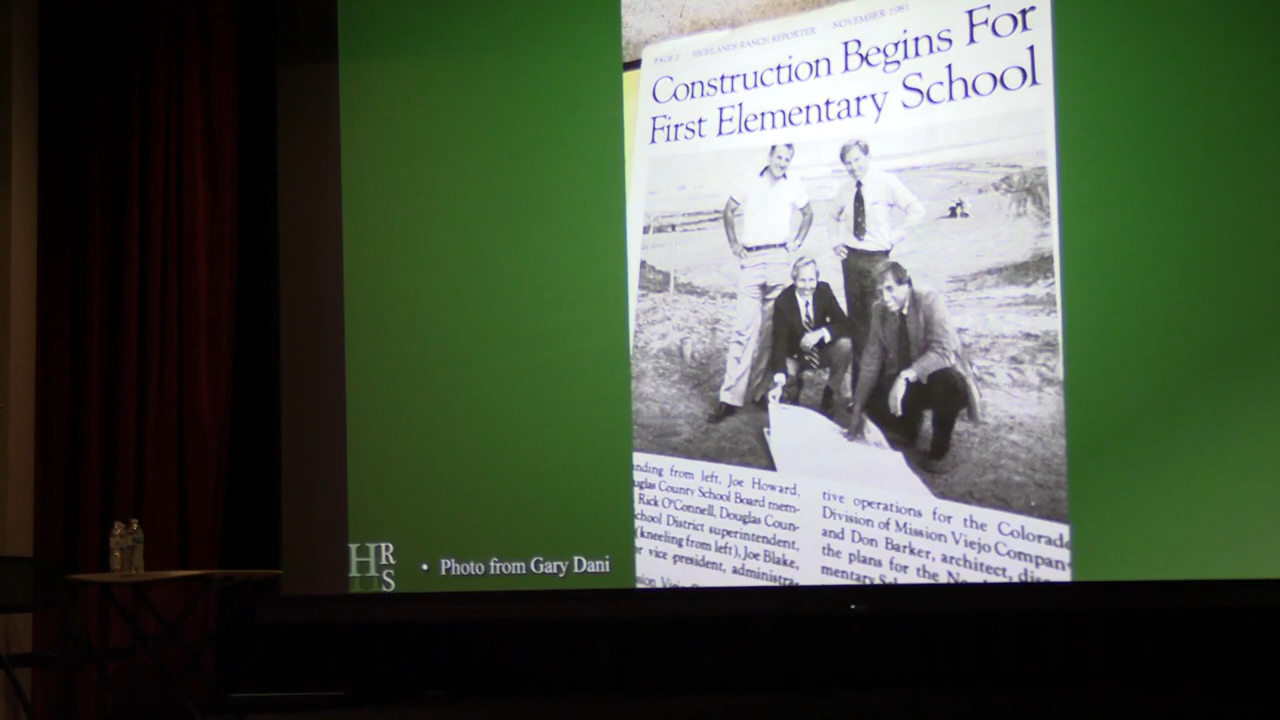 PAGE 2 HIGHLANDS RANCH REPORTER NOVEMBER 1981
Construction Begins For
First Elementary School
nding from left, Joe Howard,
uglas County School Board mem-
Rick O'Connell, Douglas Coun-
chool District superintendent,
(kneeling from left), Joe Blake,
r vice president, administra-
tive operations for the Colorado
Division of Mission Viejo Company
and Don Barker, architect, dis
the plans for the
mentary
HRS
• Photo from Gary Dani